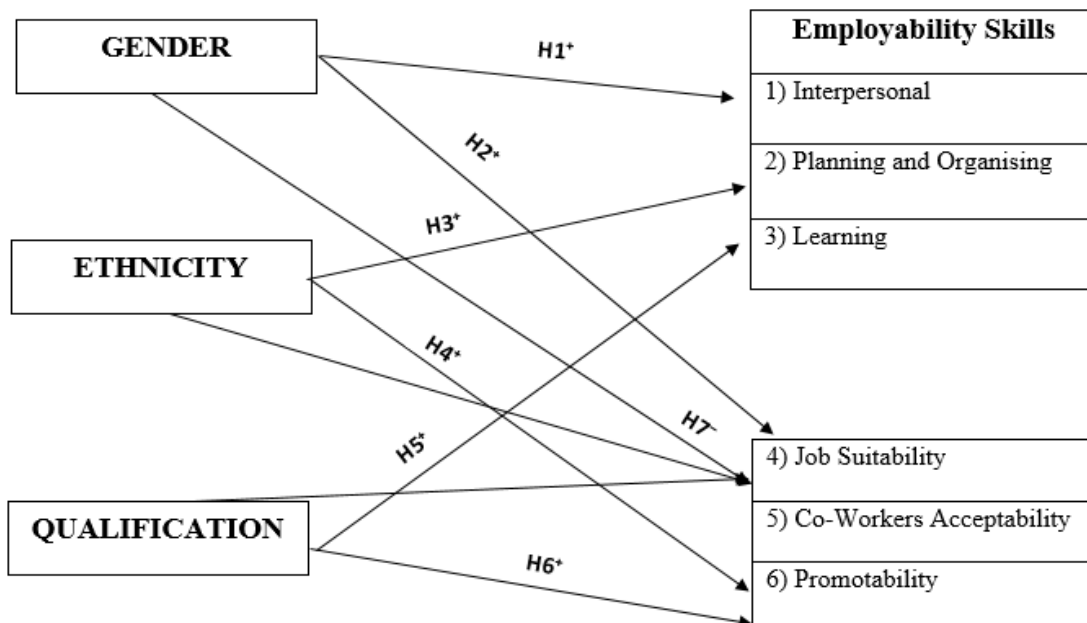 GENDER
H1⁺
Employability Skills
1) Interpersonal
H2⁺
2) Planning and Organising
H3⁺
3) Learning
ETHNICITY
H4⁺
H7⁻
H5⁺
4) Job Suitability
QUALIFICATION
5) Co-Workers Acceptability
H6⁺
6) Promotability